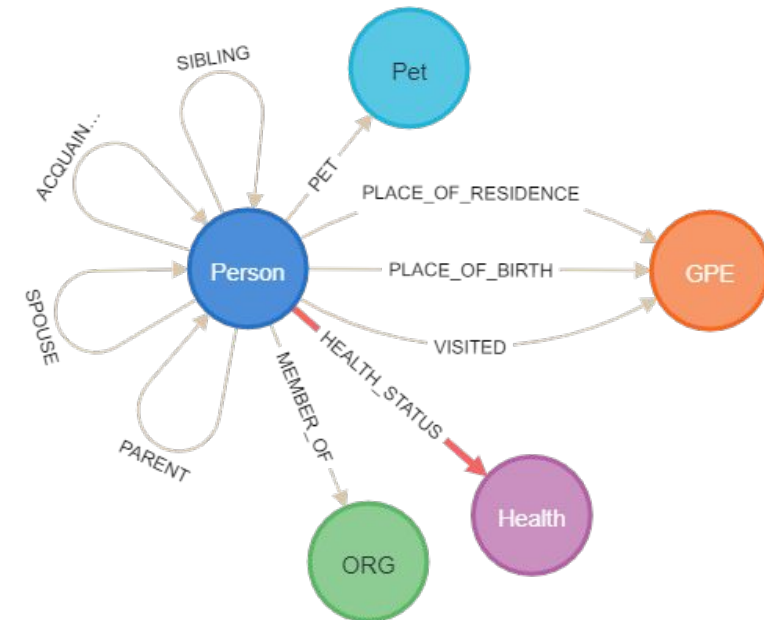 SIBLING
Pet
ACQUAIN...
PET
PLACE_OF_RESIDENCE
Person
PLACE_OF_BIRTH
GPE
SPOUSE
VISITED
HEALTH_STATUS
MEMBER_OF
PARENT
Health
ORG